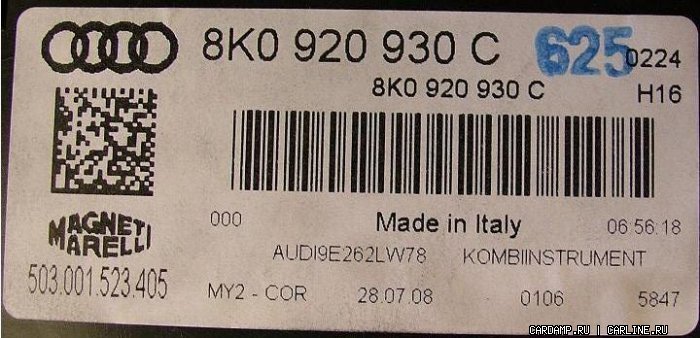 8K0 920 930 C 625 0224
8K0 920 930 C H16
000 Made in Italy 06:56:18
MAGNETI
MARELLI
AUDI9E262LW78 KOMBIINSTRUMENT
503.001.523.405
MY2 - COR 28.07.08 0106 5847
CARDAMP.RU | CARLINE.RU